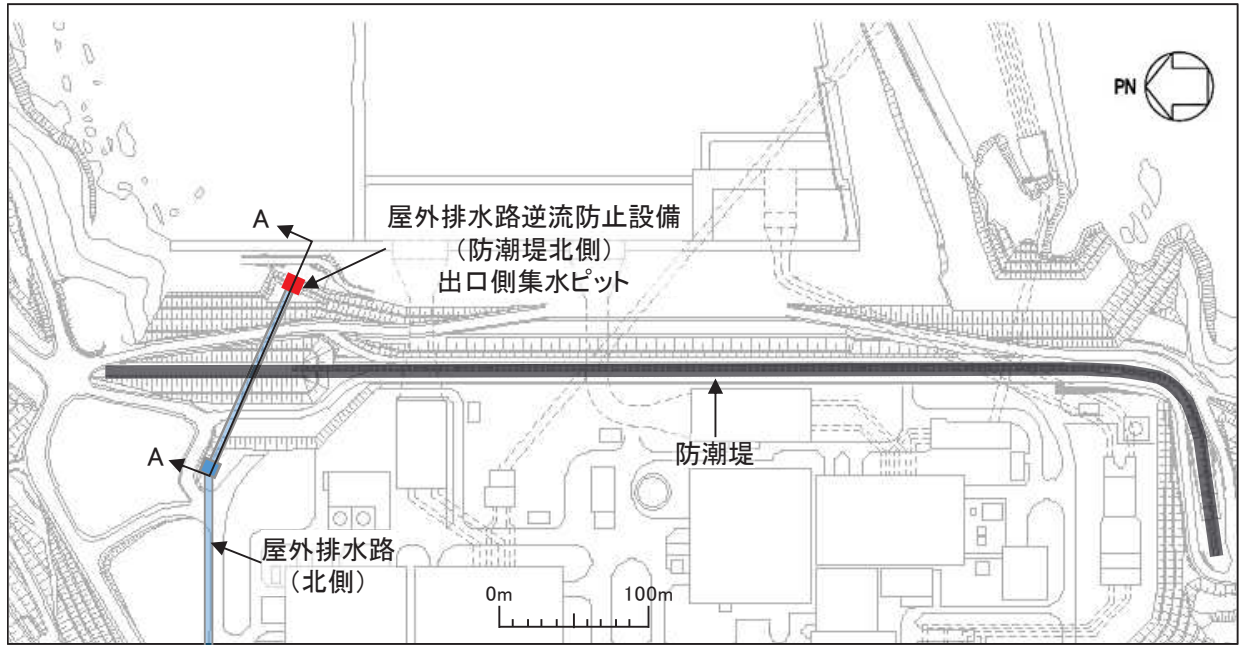 PN
A
屋外排水路逆流防止設備
（防潮堤北側）
出口側集水ピット
A
防潮堤
屋外排水路
（北側）
0m
100m